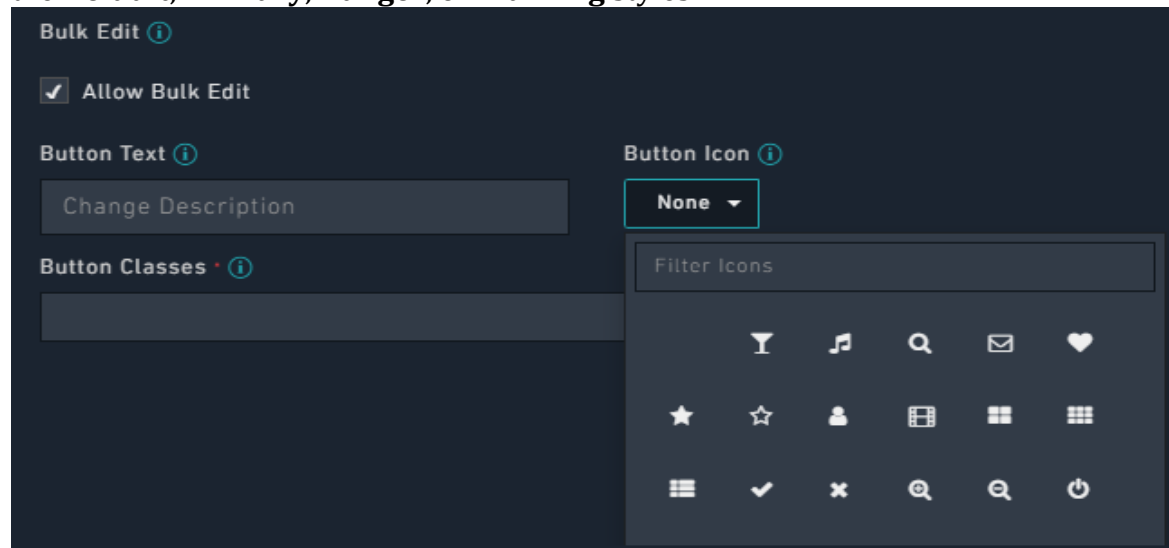 Bulk Edit
Allow Bulk Edit
Button Text
Button Icon
Change Description
None
Button Classes *
Filter Icons